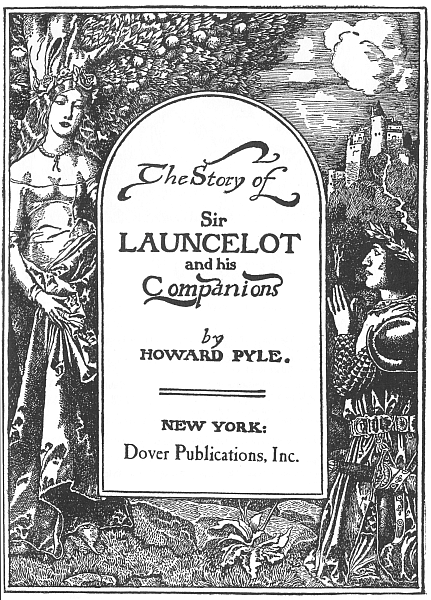 The Story of
Sir
LAUNCELOT
and his
Companions
by
HOWARD PYLE.
NEW YORK:
Dover Publications, Inc.